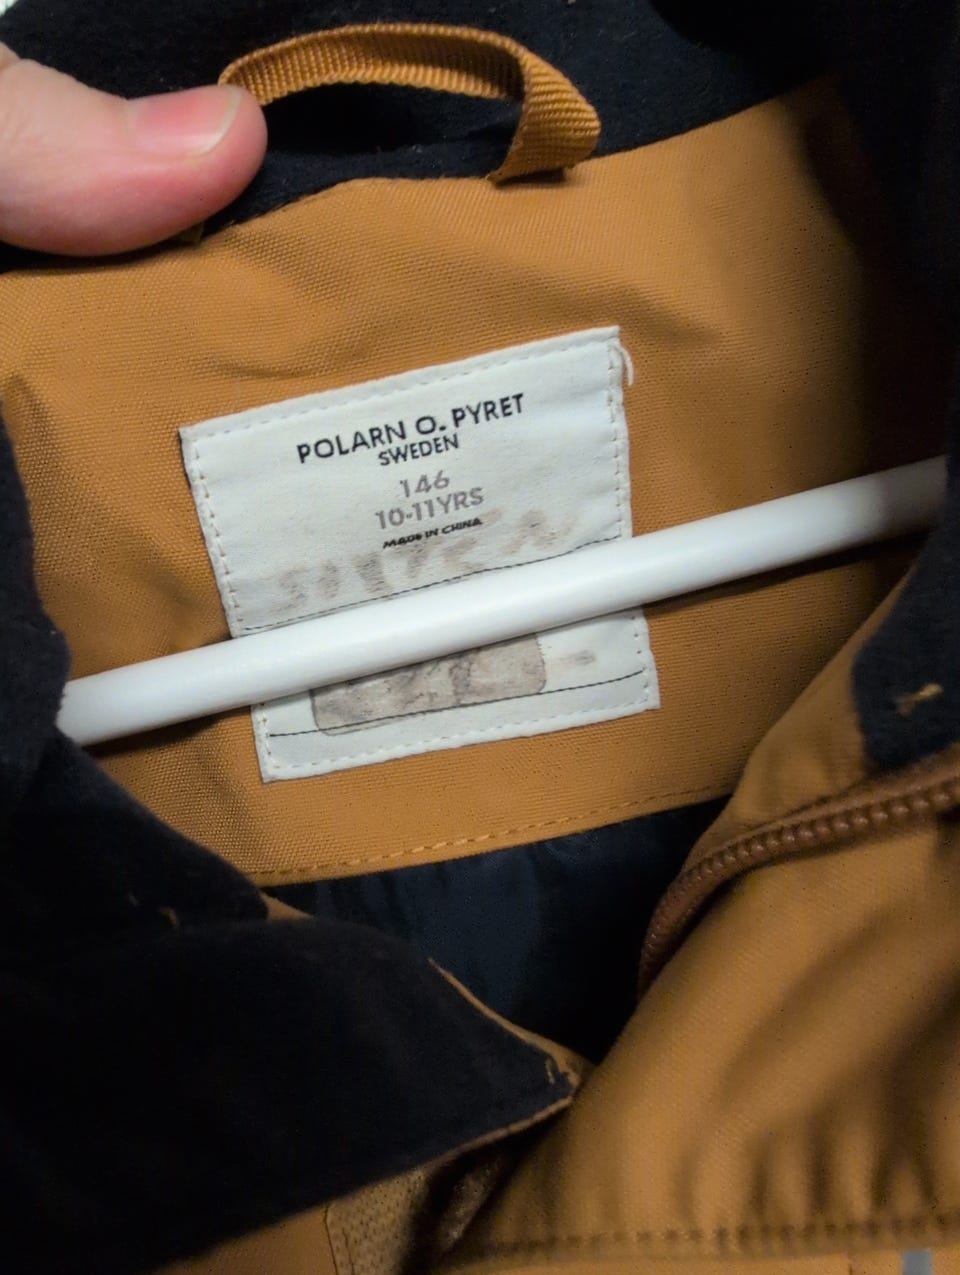 POLARN O. PYRET
SWEDEN
146
10-11YRS
MADE IN CHINA